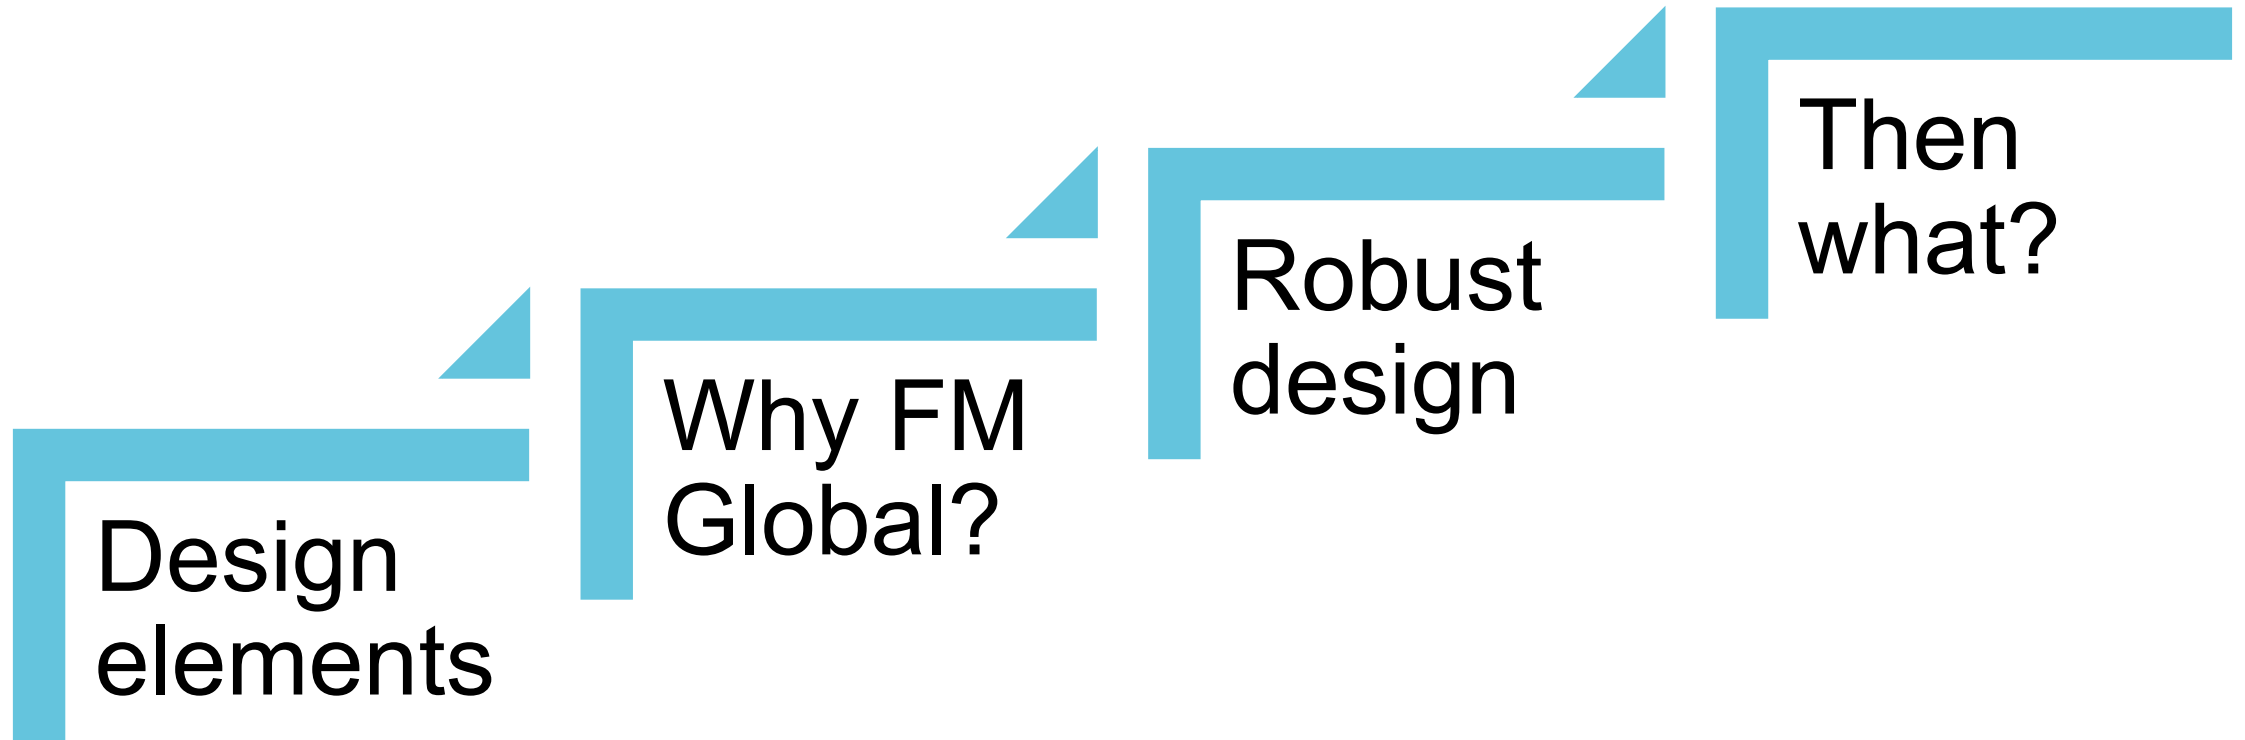 Design
elements
Why FM
Global?
Robust
design
Then
what?